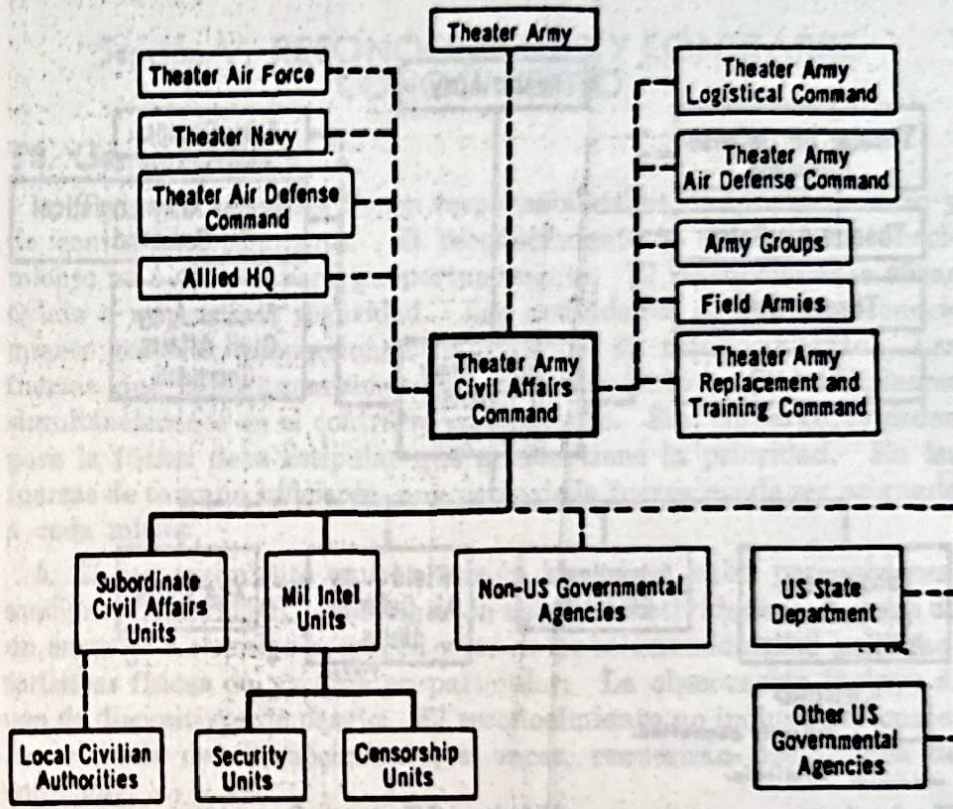 Theater Army
Theater Air Force
Theater Navy
Theater Air Defense
Command
Allied HQ
Theater Army
Logistical Command
Theater Army
Air Defense Command
Army Groups
Field Armies
Theater Army
Replacement and
Training Command
Theater Army
Civil Affairs
Command
Subordinate
Civil Affairs
Units
Mil Intel
Units
Non-US Governmental
Agencies
US State
Department
Local Civilian
Authorities
Security
Units
Censorship
Units
Other US
Governmental
Agencies